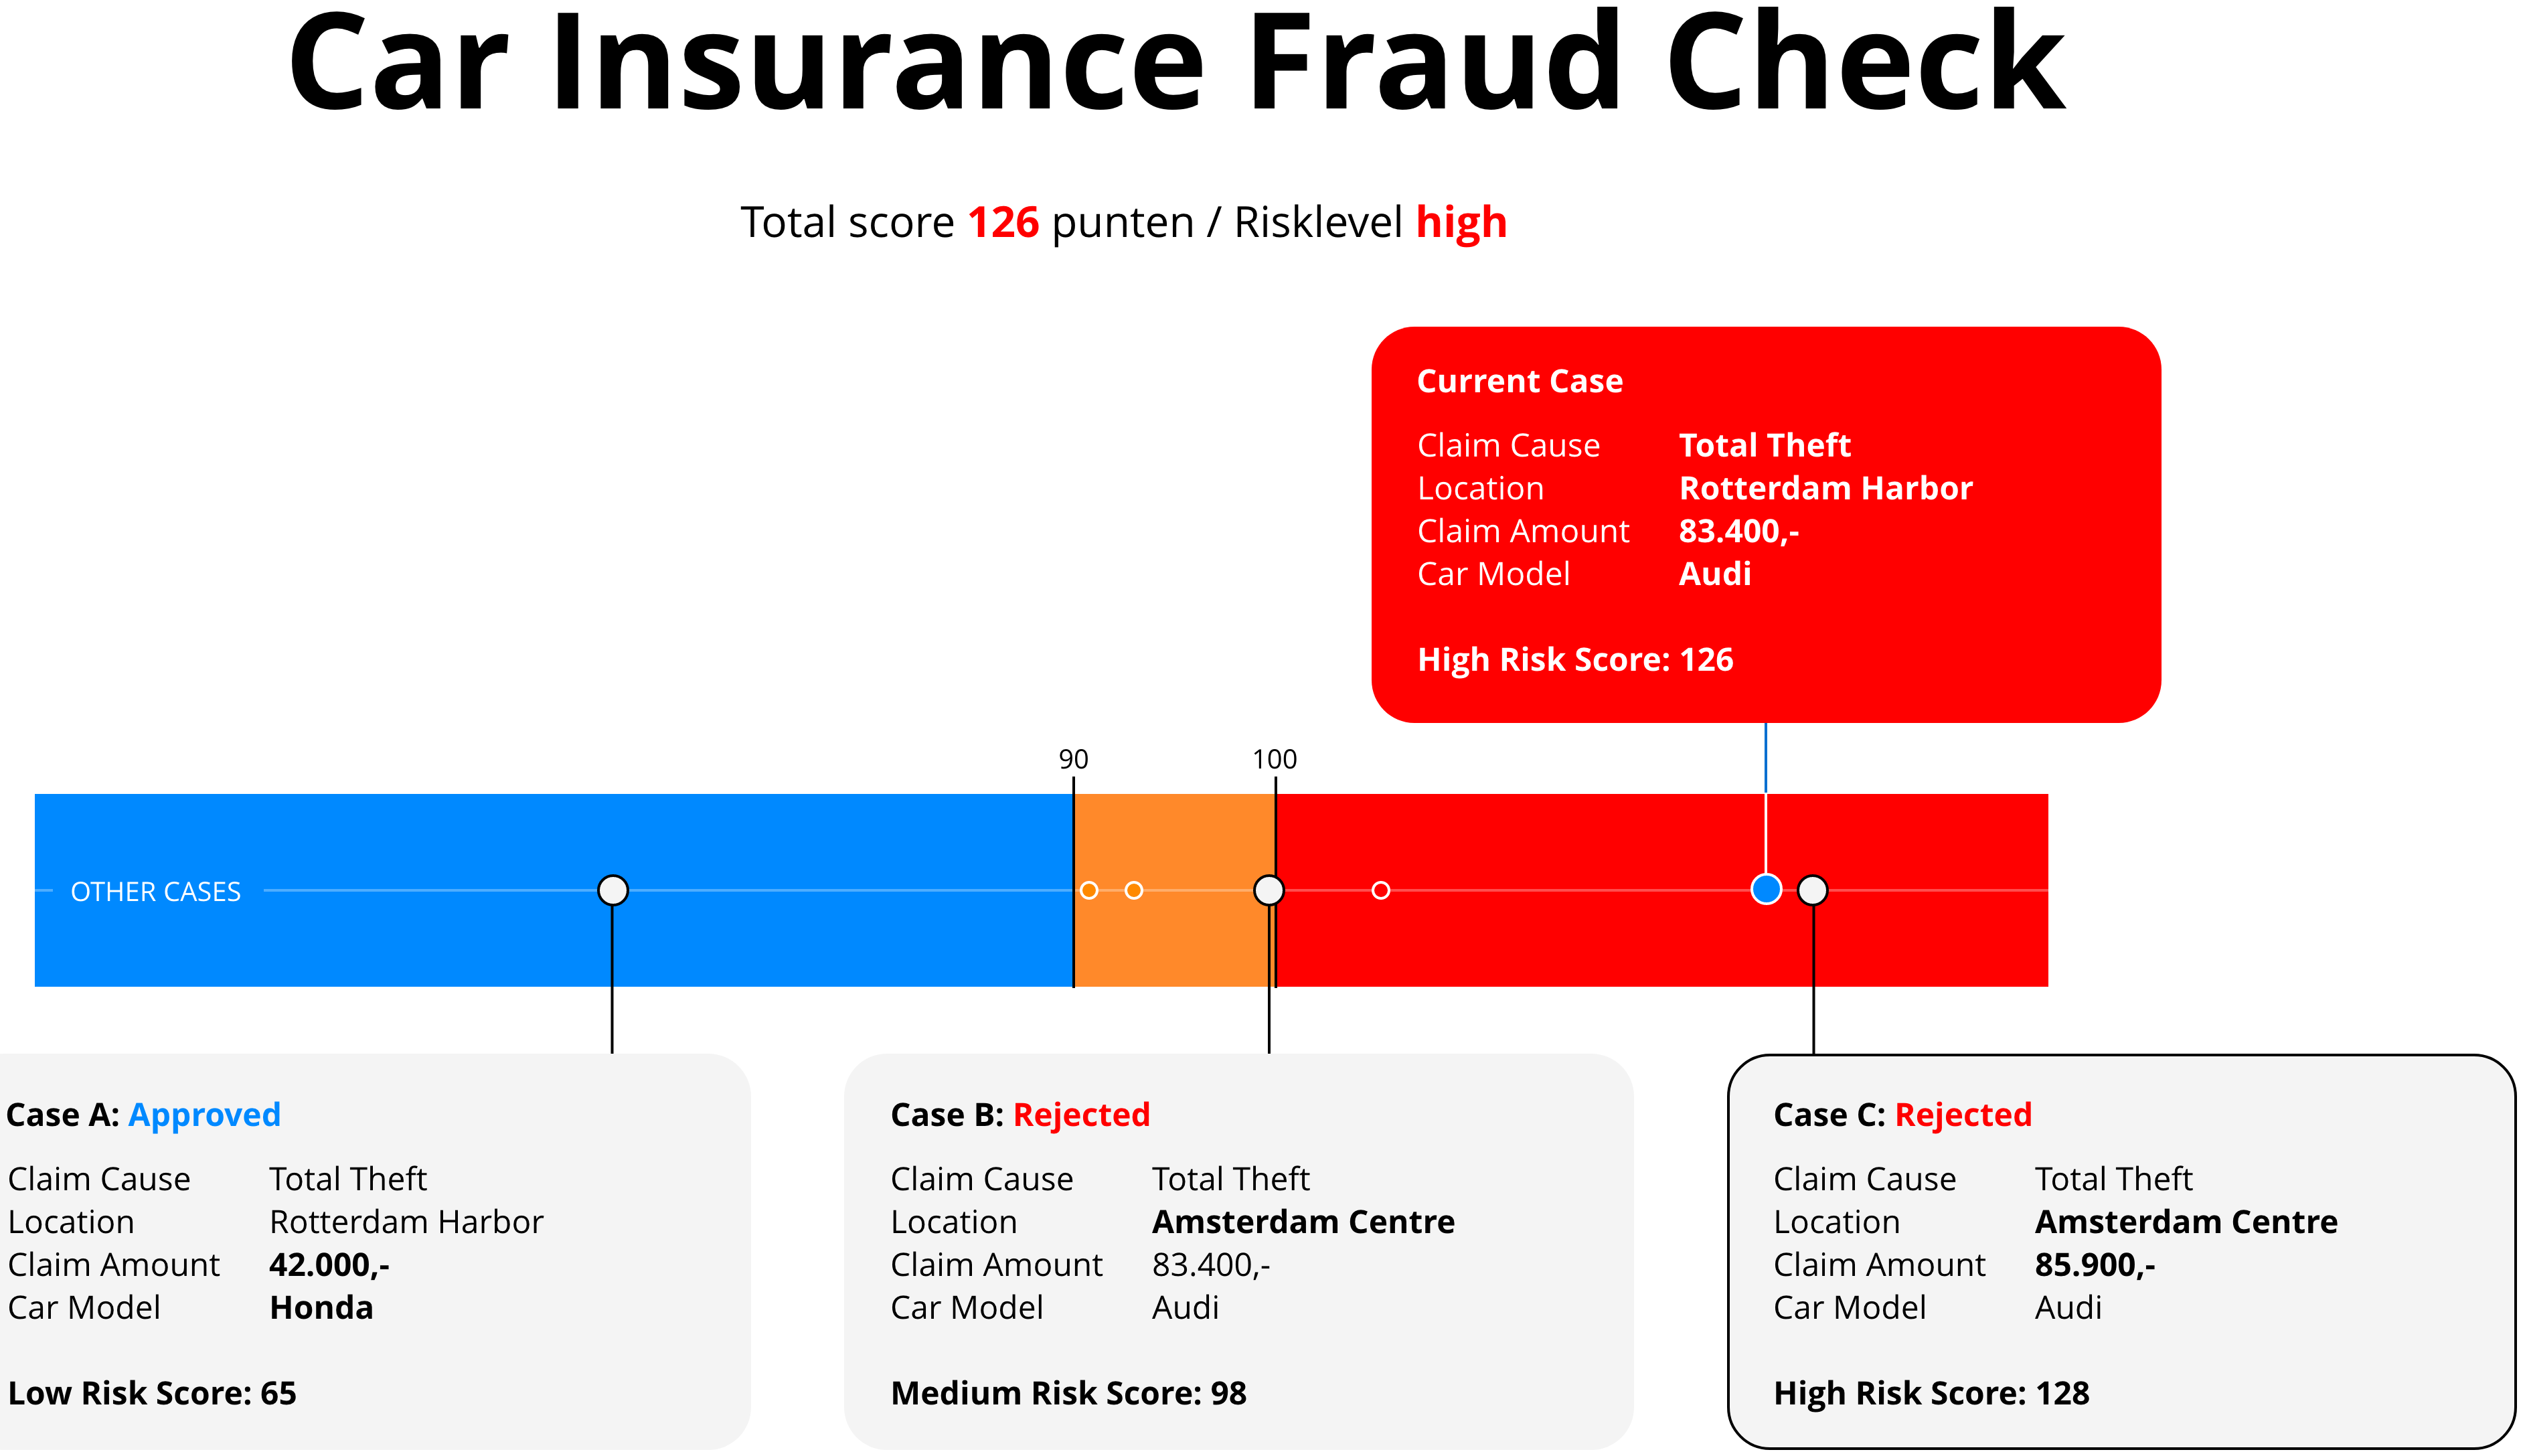 Car Insurance Fraud Check
Total score 126 punten / Risklevel high
Current Case
Claim Cause Total Theft
Location Rotterdam Harbor
Claim Amount 83.400,-
Car Model Audi
High Risk Score: 126
90 100
OTHER CASES
Case A: Approved
Claim Cause Total Theft
Location Rotterdam Harbor
Claim Amount 42.000,-
Car Model Honda
Low Risk Score: 65
Case B: Rejected
Claim Cause Total Theft
Location Amsterdam Centre
Claim Amount 83.400,-
Car Model Audi
Medium Risk Score: 98
Case C: Rejected
Claim Cause Total Theft
Location Amsterdam Centre
Claim Amount 85.900,-
Car Model Audi
High Risk Score: 128